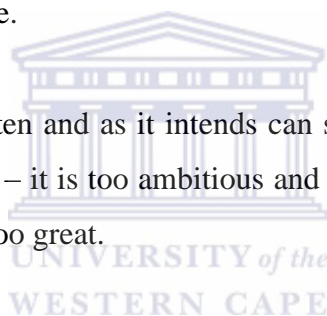 e.
ten and as it intends can s
– it is too ambitious and
oo great.
UNIVERSITY of the
WESTERN CAPE